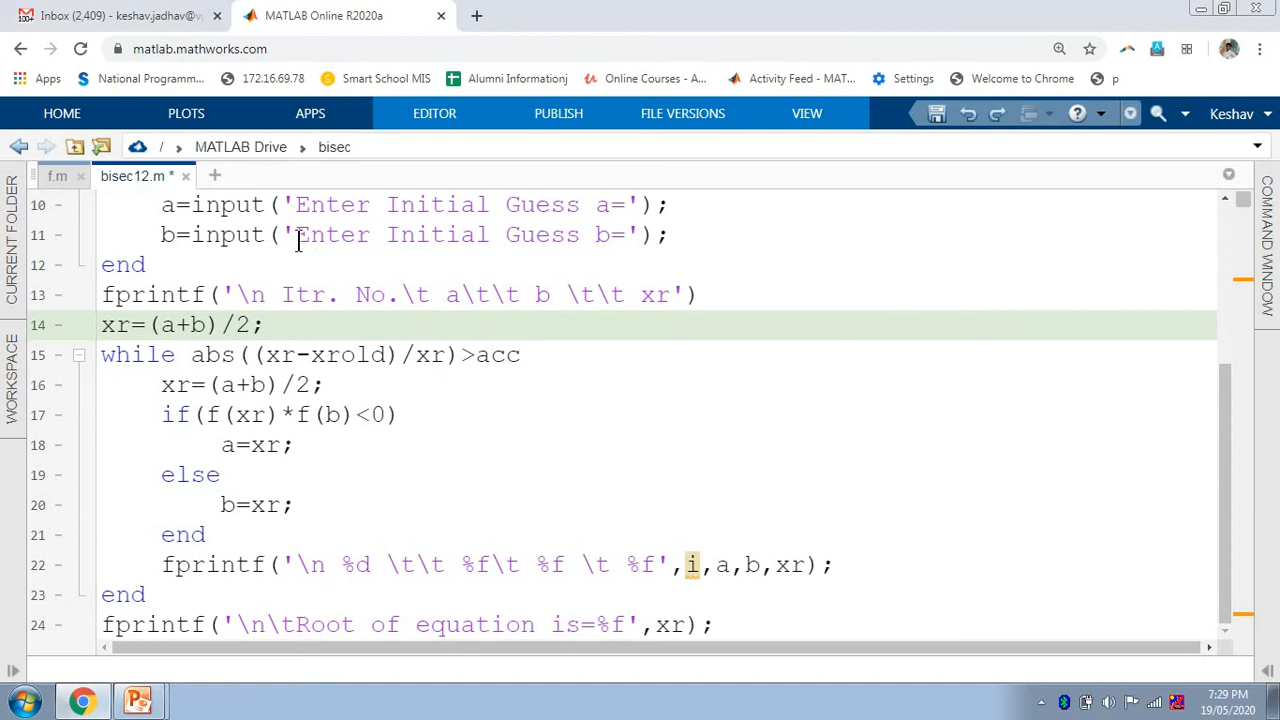 Inbox (2,409) - keshav.jadhav@v
MATLAB Online R2020a
matlab.mathworks.com
Apps
National Programm...
172.16.69.78
Smart School MIS
Alumni Informationj
Online Courses - A...
Activity Feed - MAT...
Settings
Welcome to Chrome
p
HOME PLOTS APPS EDITOR PUBLISH FILE VERSIONS VIEW
Keshav
/ MATLAB Drive bisec
f.m
bisec12.m *
CURRENT FOLDER
WORKSPACE
COMMAND WINDOW
10 a=input('Enter Initial Guess a=');
11 b=input('Enter Initial Guess b=');
12 end
13 fprintf('\n Itr. No.\t a\t\t b \t\t xr')
14 xr=(a+b)/2;
15 while abs((xr-xrold)/xr)>acc
16 xr=(a+b)/2;
17 if(f(xr)*f(b)<0)
18 a=xr;
19 else
20 b=xr;
21 end
22 fprintf('\n %d \t\t %f\t %f \t %f',i,a,b,xr);
23 end
24 fprintf('\n\tRoot of equation is=%f',xr);
7:29 PM
19/05/2020